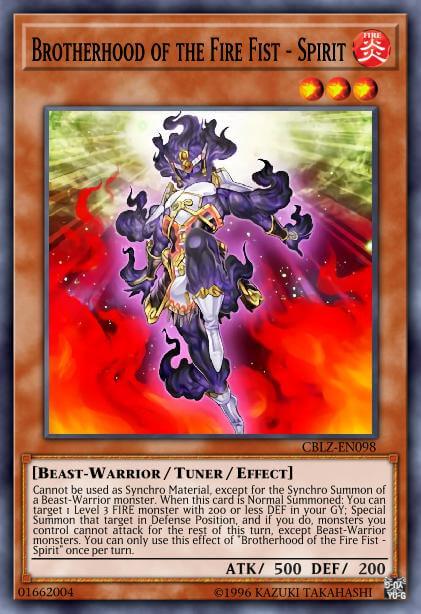 BROTHERHOOD OF THE FIRE FIST - SPIRIT
FIRE
炎
CBLZ-EN098
[BEAST-WARRIOR / TUNER / EFFECT]
Cannot be used as Synchro Material, except for the Synchro Summon of
a Beast-Warrior monster. When this card is Normal Summoned: You can
target 1 Level 3 FIRE monster with 200 or less DEF in your GY; Special
Summon that target in Defense Position, and if you do, monsters you
control cannot attack for the rest of this turn, except Beast-Warrior
monsters. You can only use this effect of "Brotherhood of the Fire Fist -
Spirit" once per turn.
ATK/ 500 DEF/ 200
01662004
©1996 KAZUKI TAKAHASHI